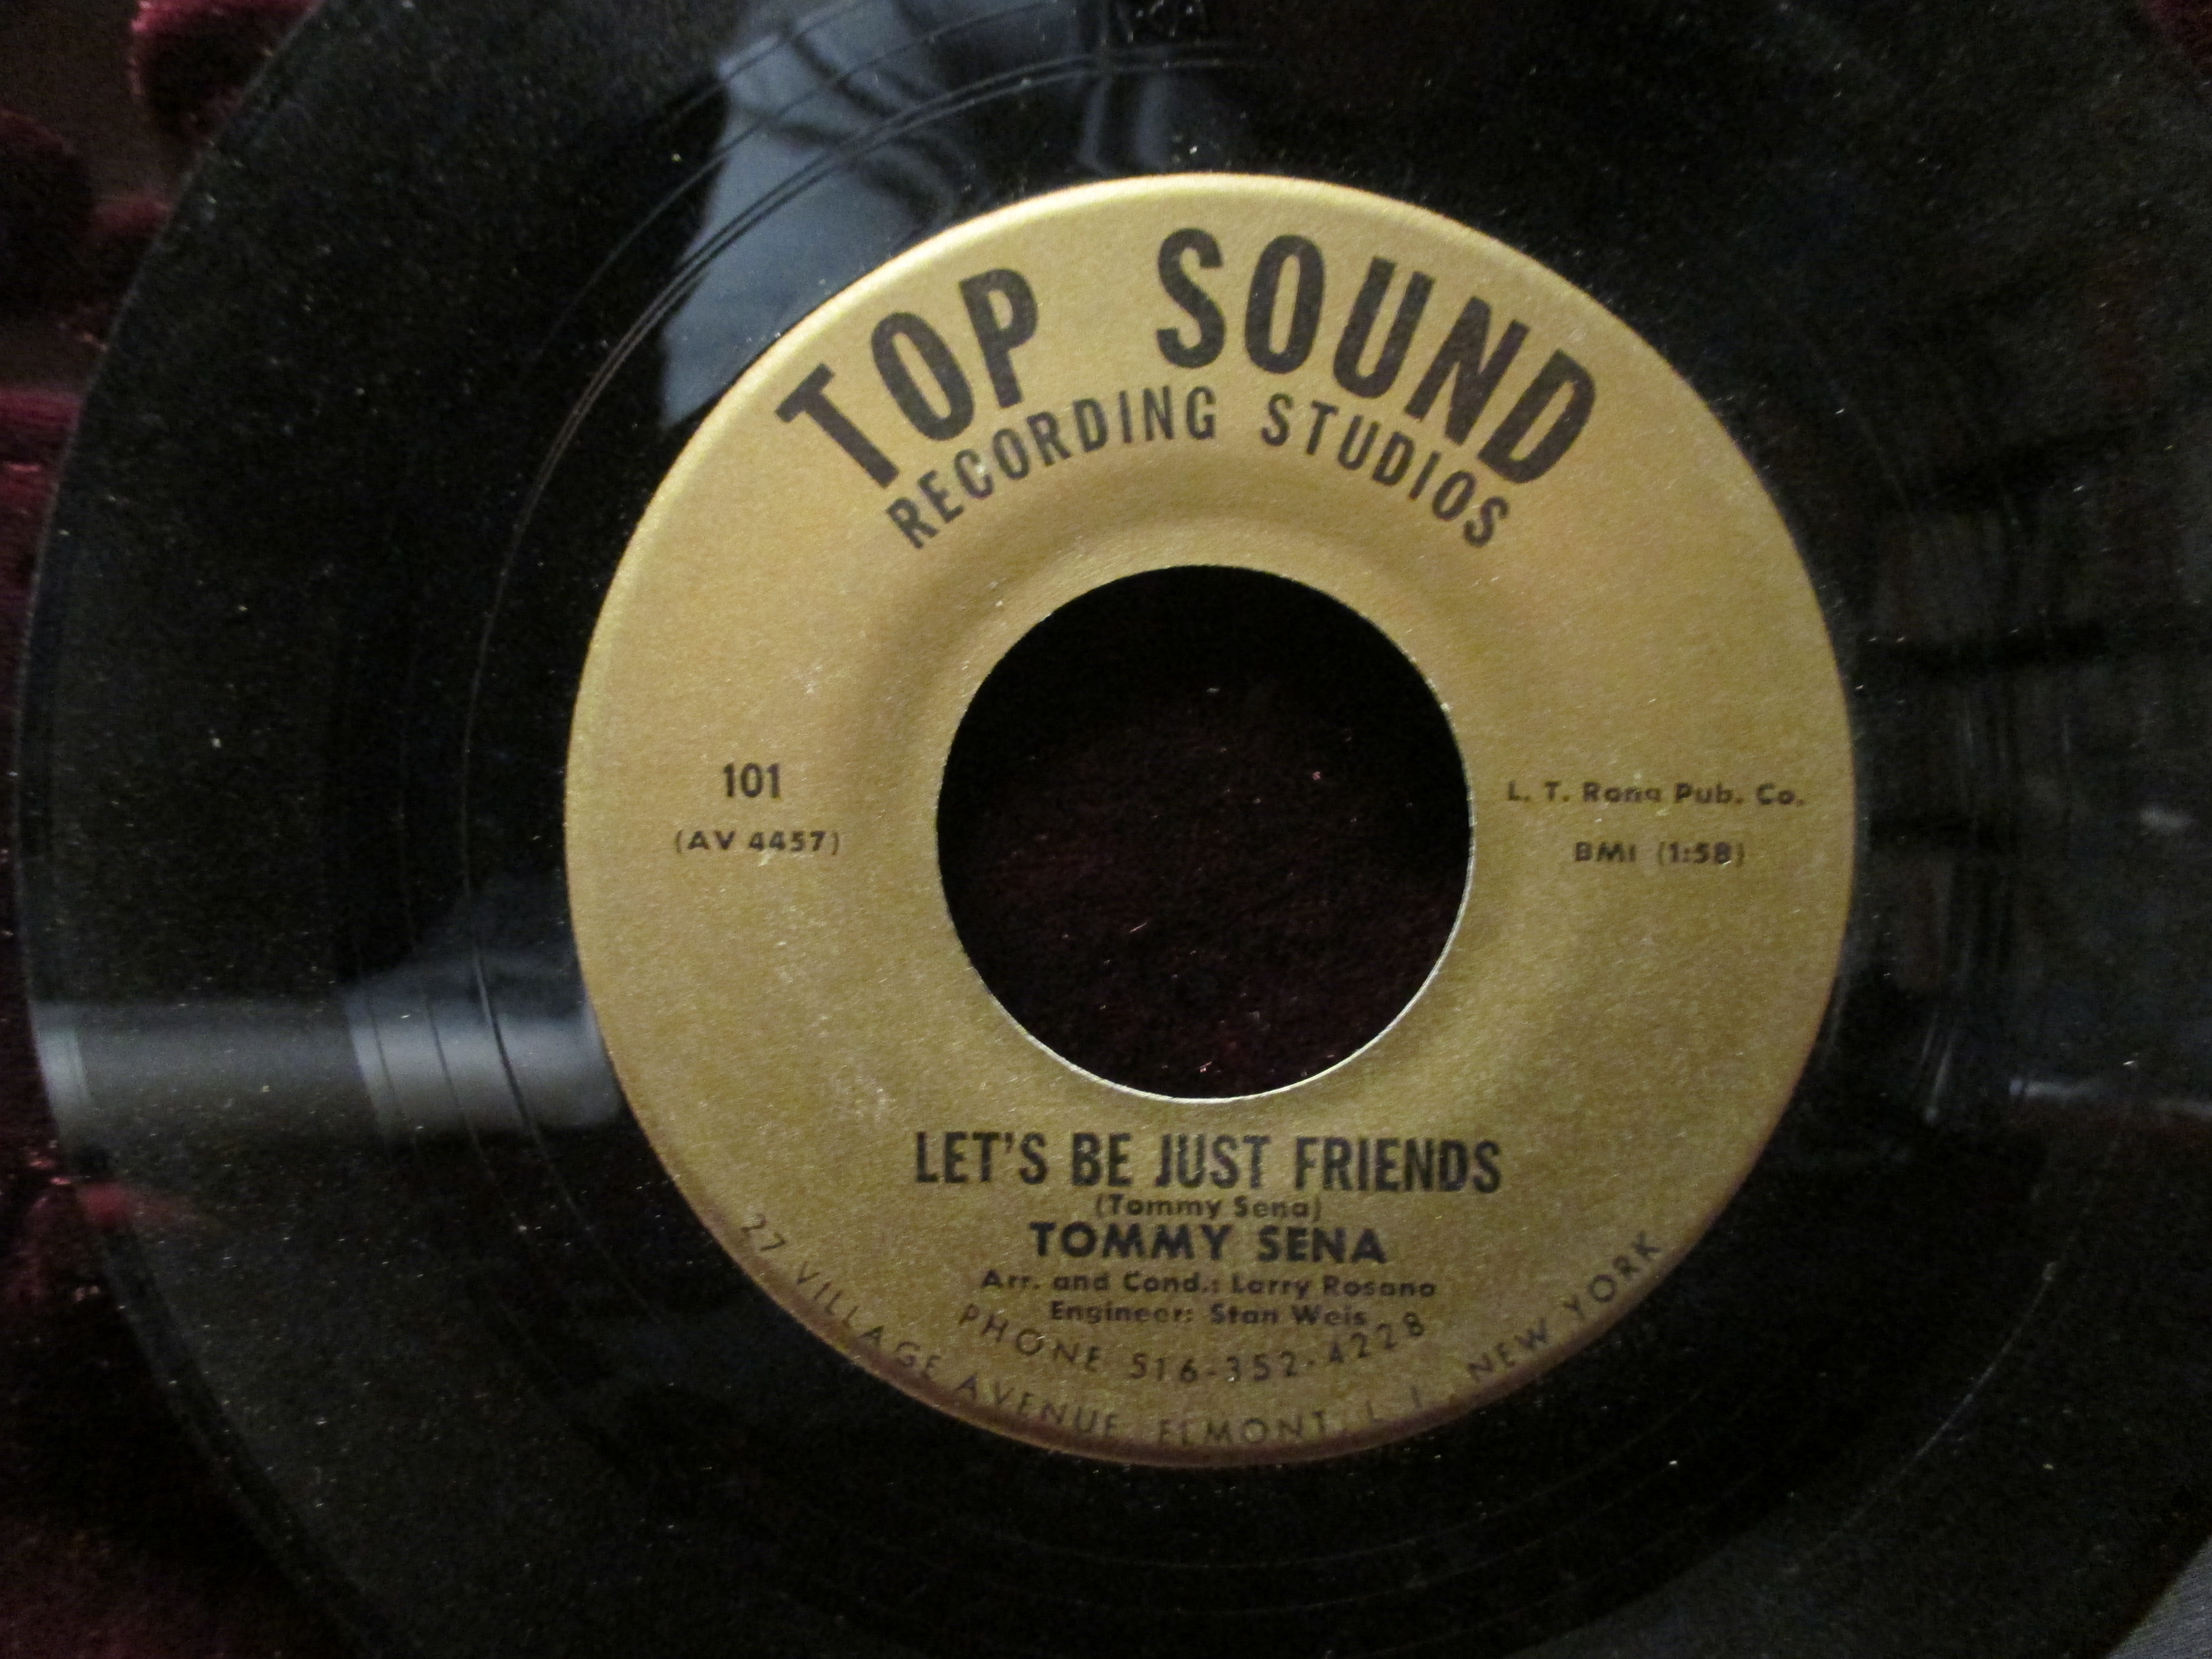 TOP SOUND
RECORDING STUDIOS
101
(AV 4457)
L. T. Rona Pub. Co.
BMI (1:58)
LET'S BE JUST FRIENDS
(Tommy Sena)
TOMMY SENA
Arr. and Cond.: Larry Rosano
Engineer: Stan Weis
PHONE 516-352-4228
27 VILLAGE AVENUE, ELMONT, L. I., NEW YORK